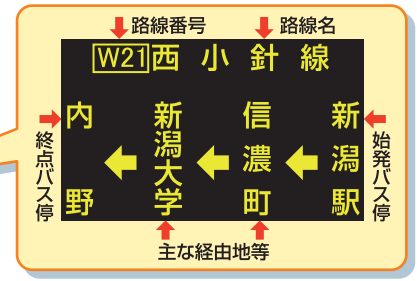 路線番号
路線名
W21 西小針線
始発バス停
新潟駅
信濃町
新潟大学
内野
終点バス停
主な経由地等